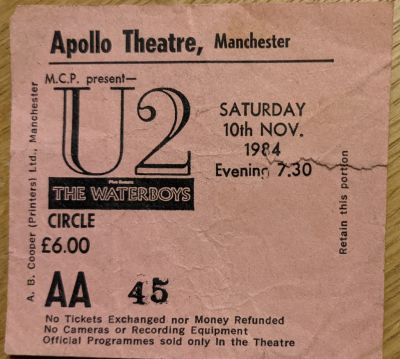 Apollo Theatre, Manchester
M.C.P. present—
U2
Plus Guests
THE WATERBOYS
SATURDAY
10th NOV.
1984
Evening 7.30
CIRCLE
£6.00
AA 45
No Tickets Exchanged nor Money Refunded
No Cameras or Recording Equipment
Official Programmes sold only In the Theatre
A. B. Cooper (Printers) Ltd., Manchester
Retain this portion